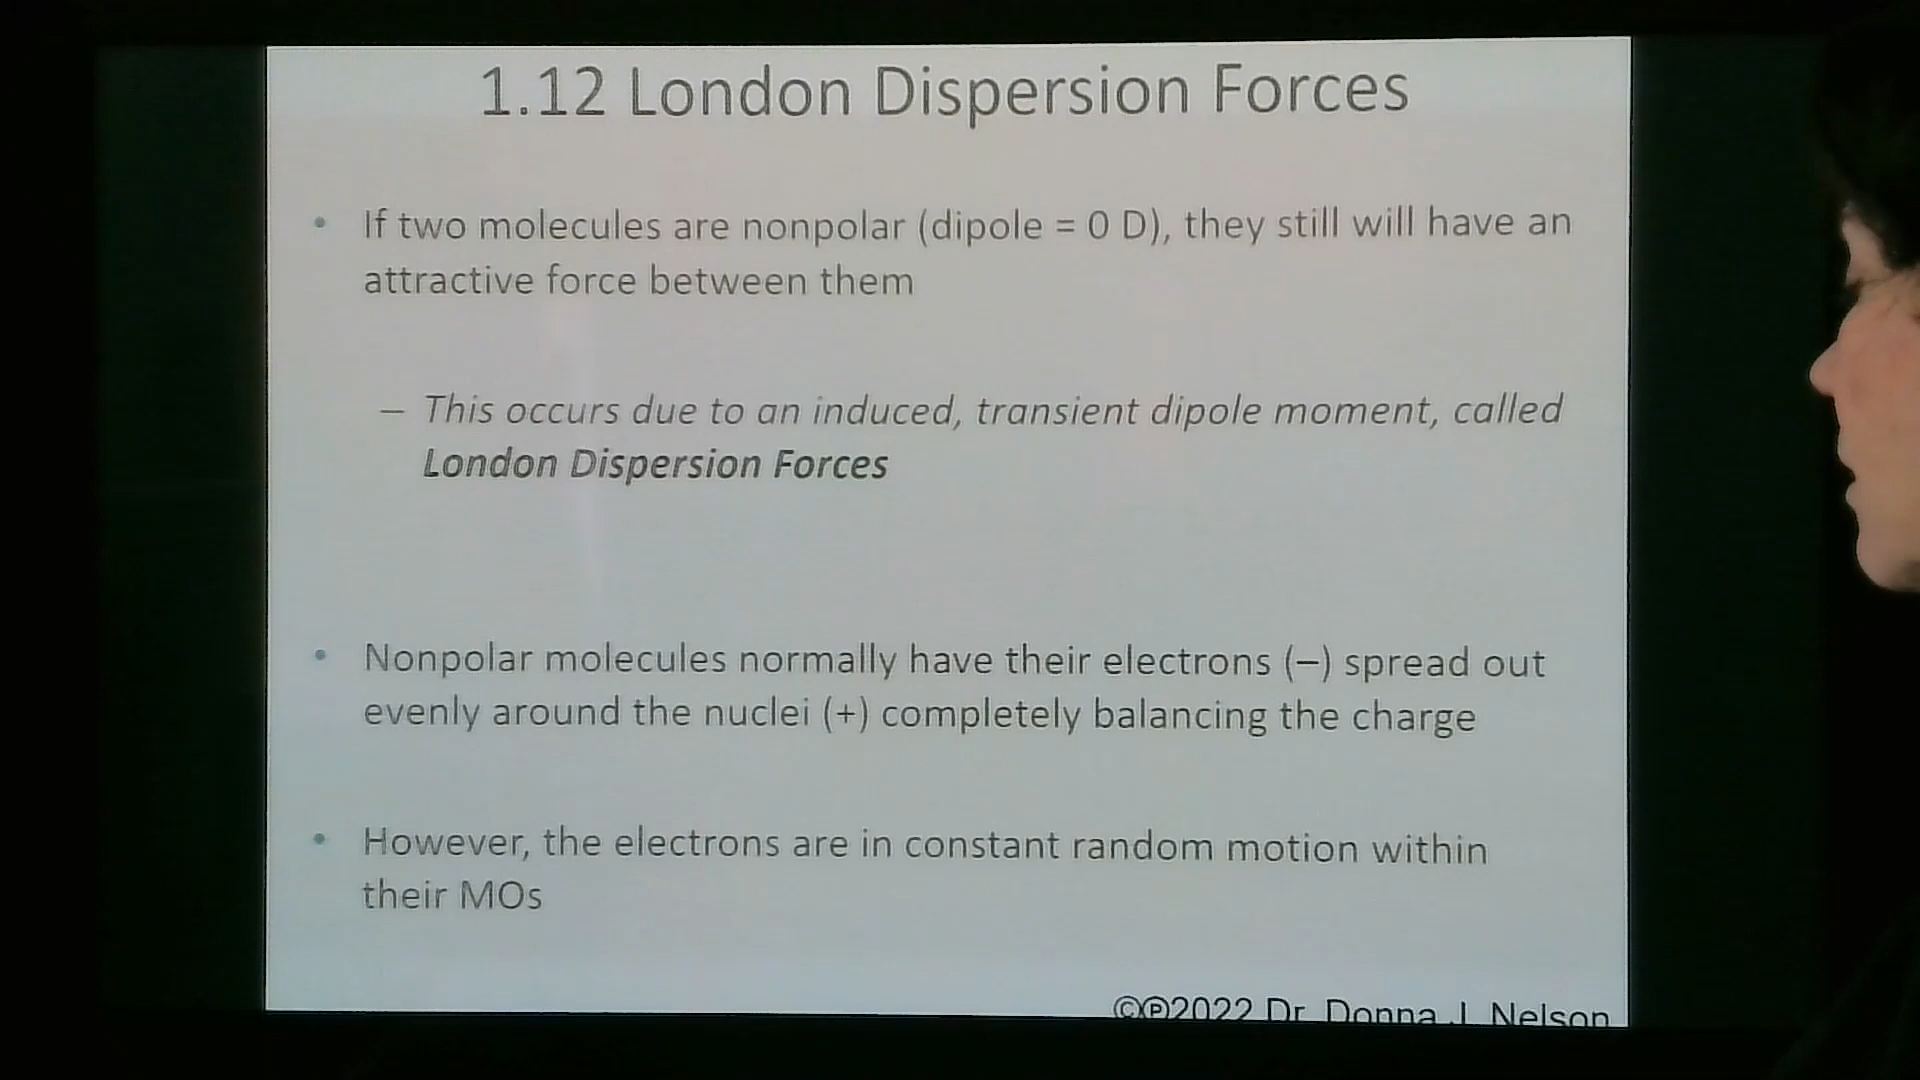 1.12 London Dispersion Forces
• If two molecules are nonpolar (dipole = 0 D), they still will have an
attractive force between them
– This occurs due to an induced, transient dipole moment, called
London Dispersion Forces
• Nonpolar molecules normally have their electrons (–) spread out
evenly around the nuclei (+) completely balancing the charge
• However, the electrons are in constant random motion within
their MOs
©℗2022 Dr. Donna J. Nelson